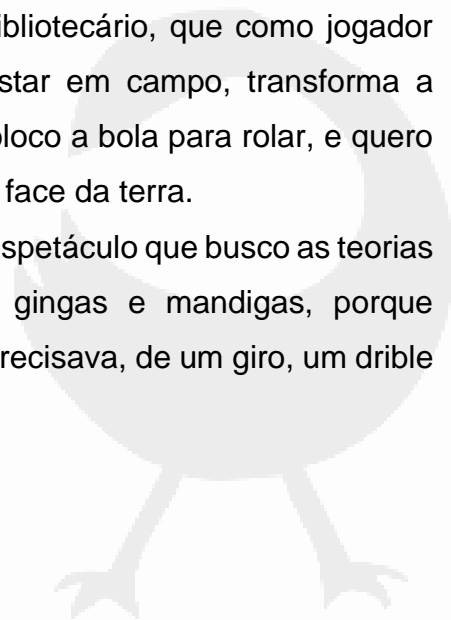 ibliotecário, que como jogador
star em campo, transforma a
oloco a bola para rolar, e quero
face da terra.
spetáculo que busco as teorias
gingas e mandigas, porque
recisava, de um giro, um drible